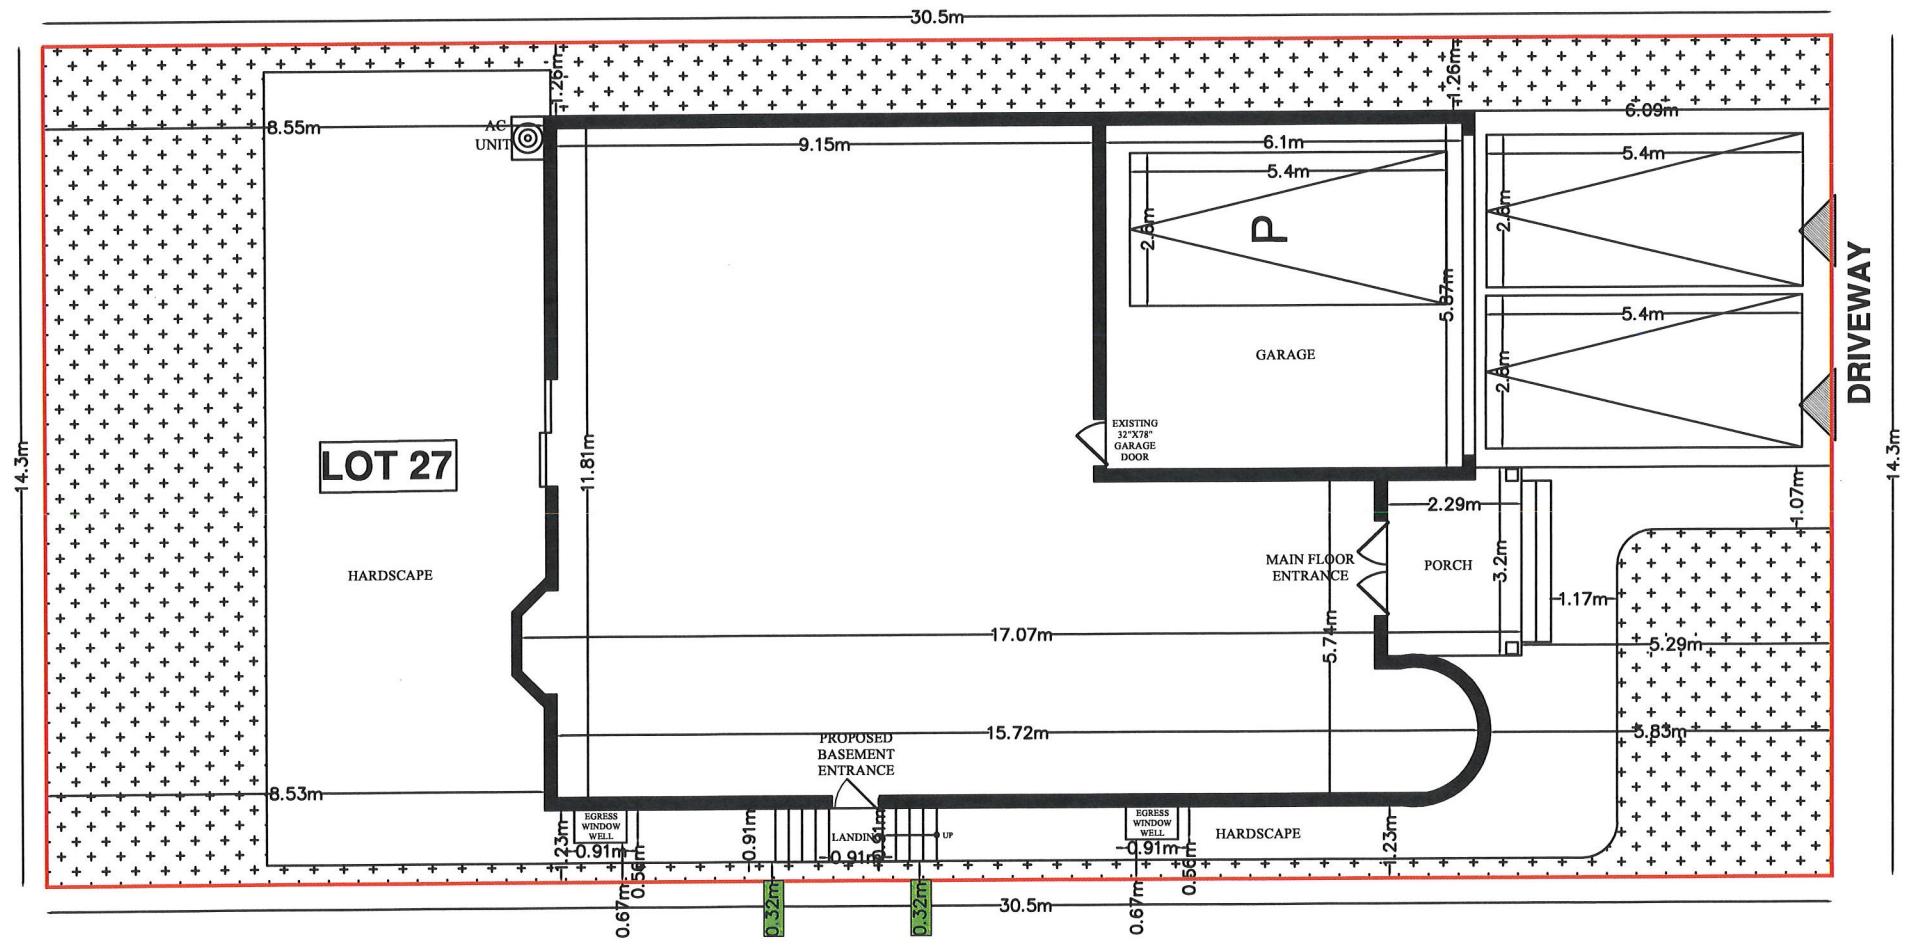 30.5m
1.26m
1.26m
6.09m
8.55m
AC
UNIT
9.15m
6.1m
5.4m
5.4m
2.6m
P
2.6m
5.87m
GARAGE
5.4m
2.6m
DRIVEWAY
EXISTING
32"X78"
GARAGE
DOOR
14.3m
14.3m
LOT 27
11.81m
2.29m
1.07m
HARDSCAPE
MAIN FLOOR
ENTRANCE
PORCH
3.2m
1.17m
17.07m
5.74m
5.29m
15.72m
5.83m
PROPOSED
BASEMENT
ENTRANCE
8.53m
1.23m
EGRESS
WINDOW
WELL
0.91m
0.56m
0.67m
0.91m
LANDING
0.91m
0.91m
UP
EGRESS
WINDOW
WELL
0.91m
0.56m
0.67m
HARDSCAPE
1.23m
0.32m
0.32m
30.5m